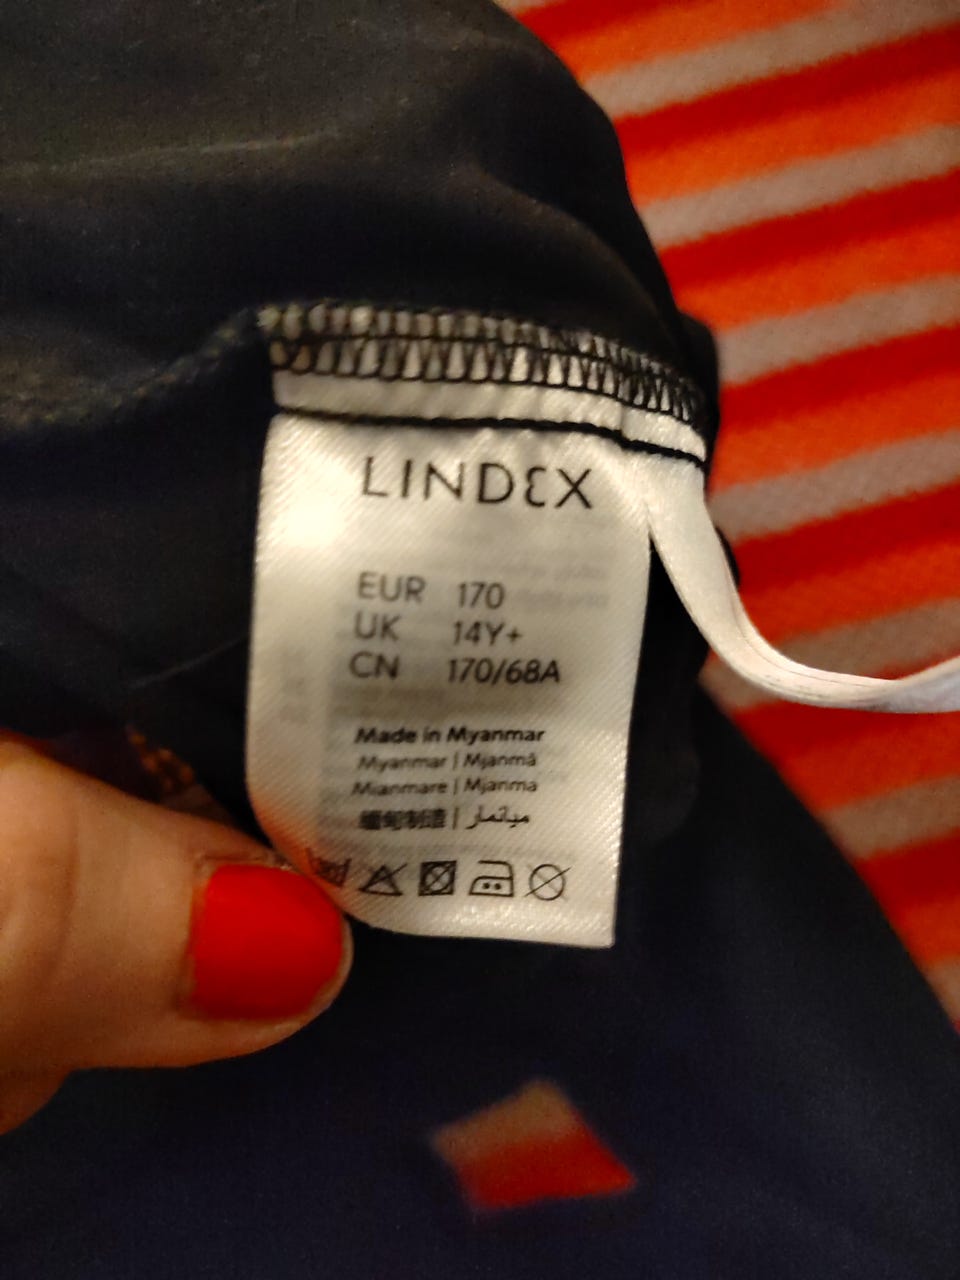 LINDEX
EUR 170
UK 14Y+
CN 170/68A
Made in Myanmar
Myanmar | Mjanmā
Mianmare | Mjanma
缅甸制造 | ميانمار